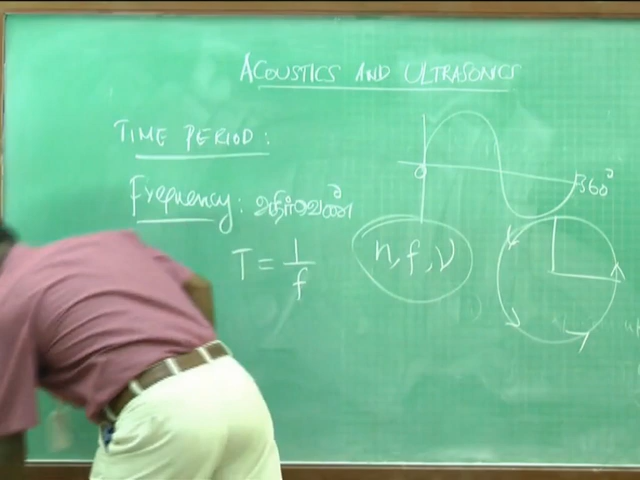 ACOUSTICS AND ULTRASONICS
TIME PERIOD:
Frequency: அதிர்வெண்
T = 1/f
n, f, ν
0
360°